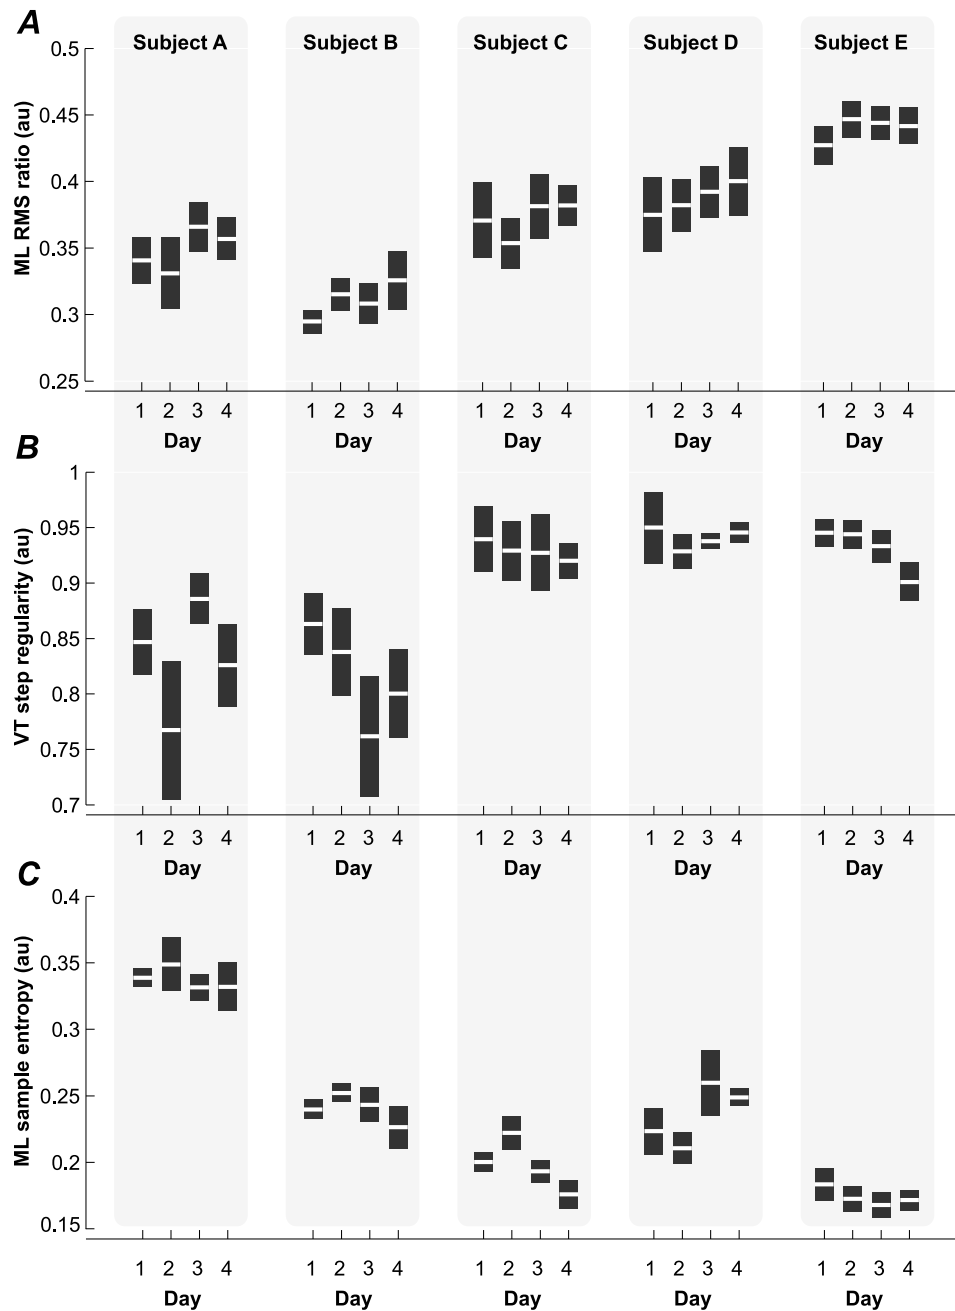 A
Subject A Subject B Subject C Subject D Subject E
ML RMS ratio (au)
0.5
0.45
0.4
0.35
0.3
0.25
1 2 3 4 1 2 3 4 1 2 3 4 1 2 3 4 1 2 3 4
Day Day Day Day Day
B
VT step regularity (au)
1
0.95
0.9
0.85
0.8
0.75
0.7
1 2 3 4 1 2 3 4 1 2 3 4 1 2 3 4 1 2 3 4
Day Day Day Day Day
C
ML sample entropy (au)
0.4
0.35
0.3
0.25
0.2
0.15
1 2 3 4 1 2 3 4 1 2 3 4 1 2 3 4 1 2 3 4
Day Day Day Day Day